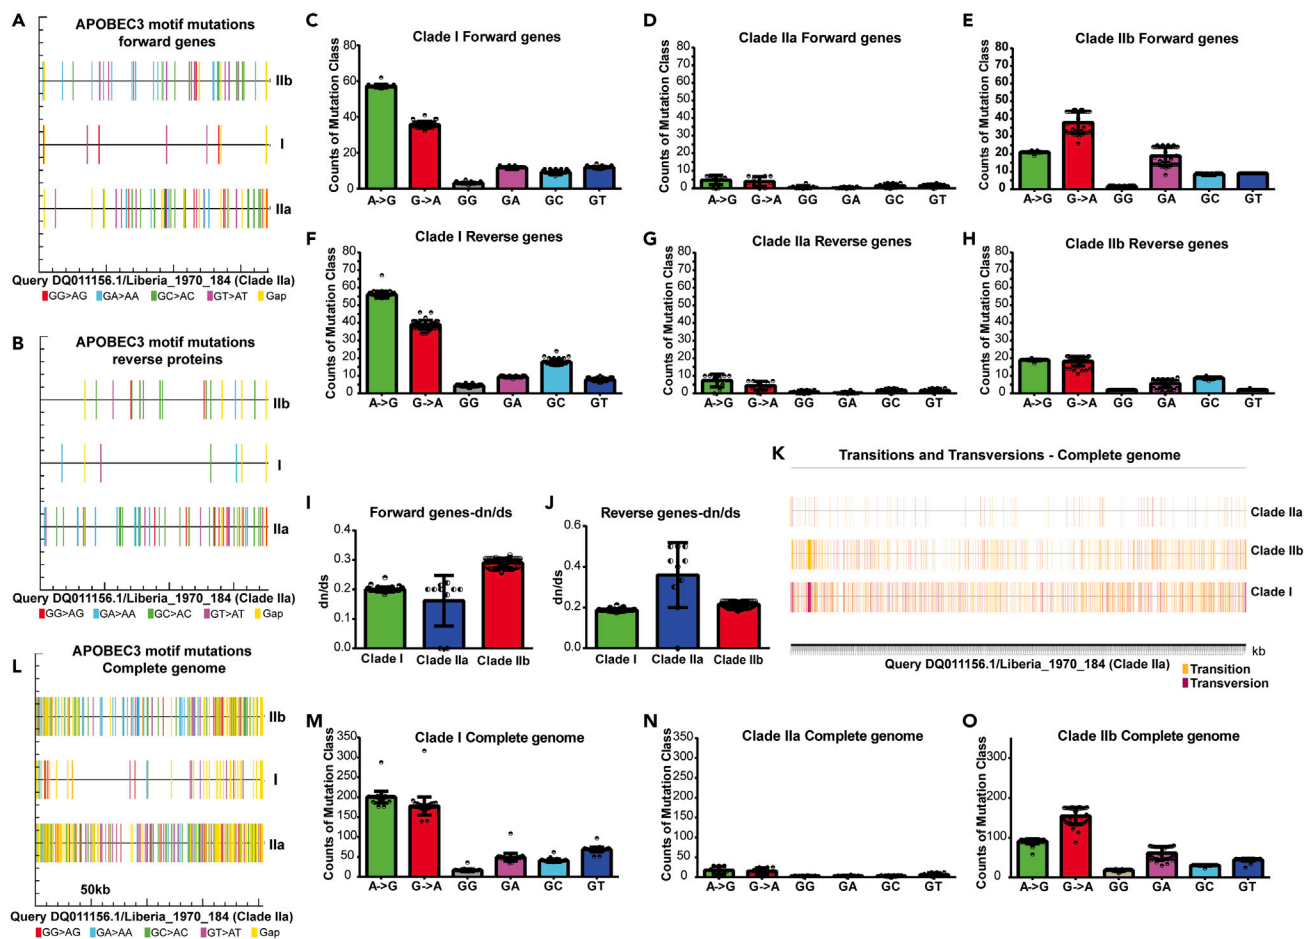 A
APOBEC3 motif mutations
forward genes
IIb
I
IIa
Query DQ011156.1/Liberia_1970_184 (Clade IIa)
GG>AG GA>AA GC>AC GT>AT Gap
B
APOBEC3 motif mutations
reverse proteins
IIb
I
IIa
Query DQ011156.1/Liberia_1970_184 (Clade IIa)
GG>AG GA>AA GC>AC GT>AT Gap
C
Clade I Forward genes
Counts of Mutation Class
80
60
40
20
0
A->G G->A GG GA GC GT
D
Clade IIa Forward genes
Counts of Mutation Class
80
70
60
50
40
30
20
10
0
A->G G->A GG GA GC GT
E
Clade IIb Forward genes
Counts of Mutation Class
80
70
60
50
40
30
20
10
0
A->G G->A GG GA GC GT
F
Clade I Reverse genes
Counts of Mutation Class
80
70
60
50
40
30
20
10
0
A->G G->A GG GA GC GT
G
Clade IIa Reverse genes
Counts of Mutation Class
80
70
60
50
40
30
20
10
0
A->G G->A GG GA GC GT
H
Clade IIb Reverse genes
Counts of Mutation Class
80
70
60
50
40
30
20
10
0
A->G G->A GG GA GC GT
I
Forward genes-dn/ds
dn/ds
0.4
0.3
0.2
0.1
0.0
Clade I Clade IIa Clade IIb
J
Reverse genes-dn/ds
dn/ds
0.6
0.4
0.2
0.0
Clade I Clade IIa Clade IIb
K
Transitions and Transversions - Complete genome
Clade IIa
Clade IIb
Clade I
kb
Query DQ011156.1/Liberia_1970_184 (Clade IIa)
Transition
Transversion
L
APOBEC3 motif mutations
Complete genome
IIb
I
IIa
50kb
Query DQ011156.1/Liberia_1970_184 (Clade IIa)
GG>AG GA>AA GC>AC GT>AT Gap
M
Clade I Complete genome
Counts of Mutation Class
350
300
250
200
150
100
50
0
A->G G->A GG GA GC GT
N
Clade IIa Complete genome
Counts of Mutation Class
350
300
250
200
150
100
50
0
A->G G->A GG GA GC GT
O
Clade IIb Complete genome
Counts of Mutation Class
300
200
100
0
A->G G->A GG GA GC GT